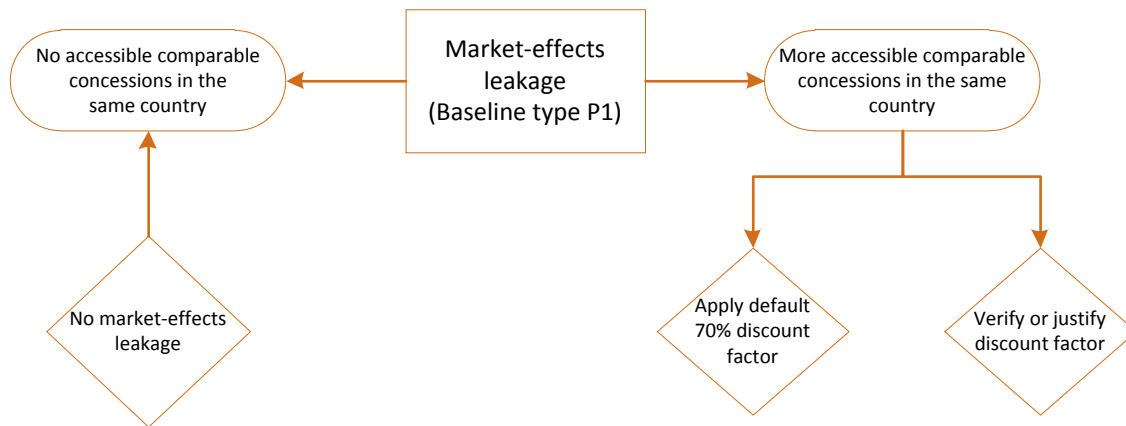 No accessible comparable
concessions in the
same country
Market-effects
leakage
(Baseline type P1)
More accessible comparable
concessions in the same
country
No market-effects
leakage
Apply default
70% discount
factor
Verify or justify
discount factor